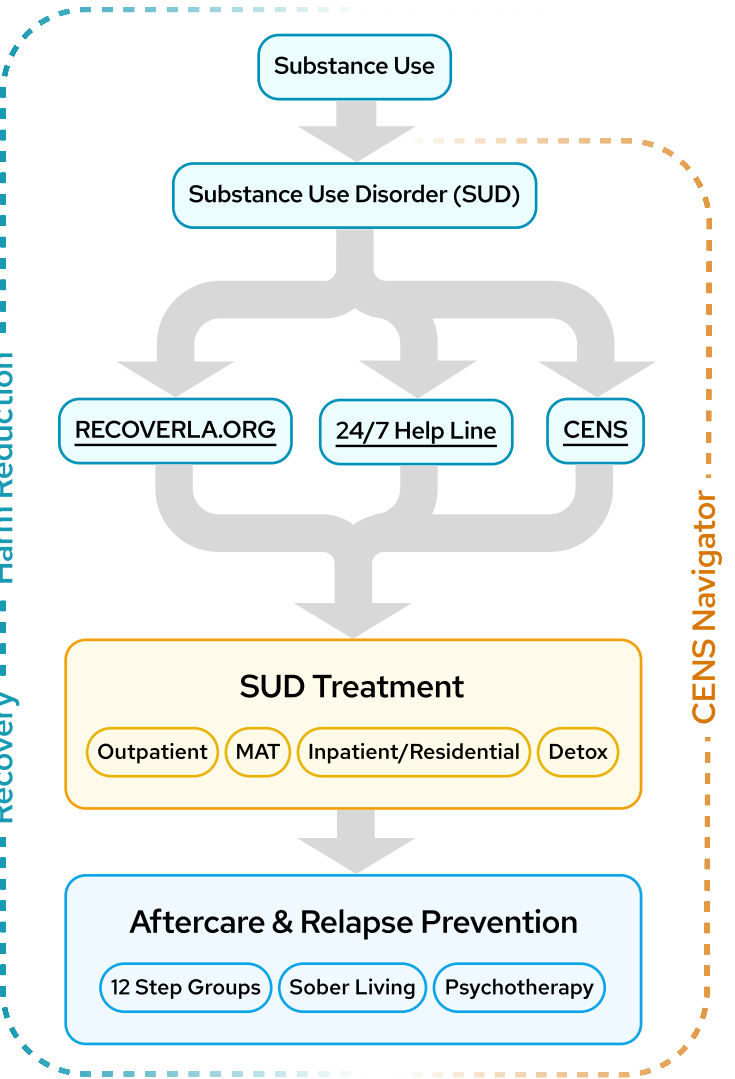 Substance Use
Substance Use Disorder (SUD)
RECOVERLA.ORG
24/7 Help Line
CENS
Harm Reduction
Recovery
CENS Navigator
SUD Treatment
Outpatient
MAT
Inpatient/Residential
Detox
Aftercare & Relapse Prevention
12 Step Groups
Sober Living
Psychotherapy